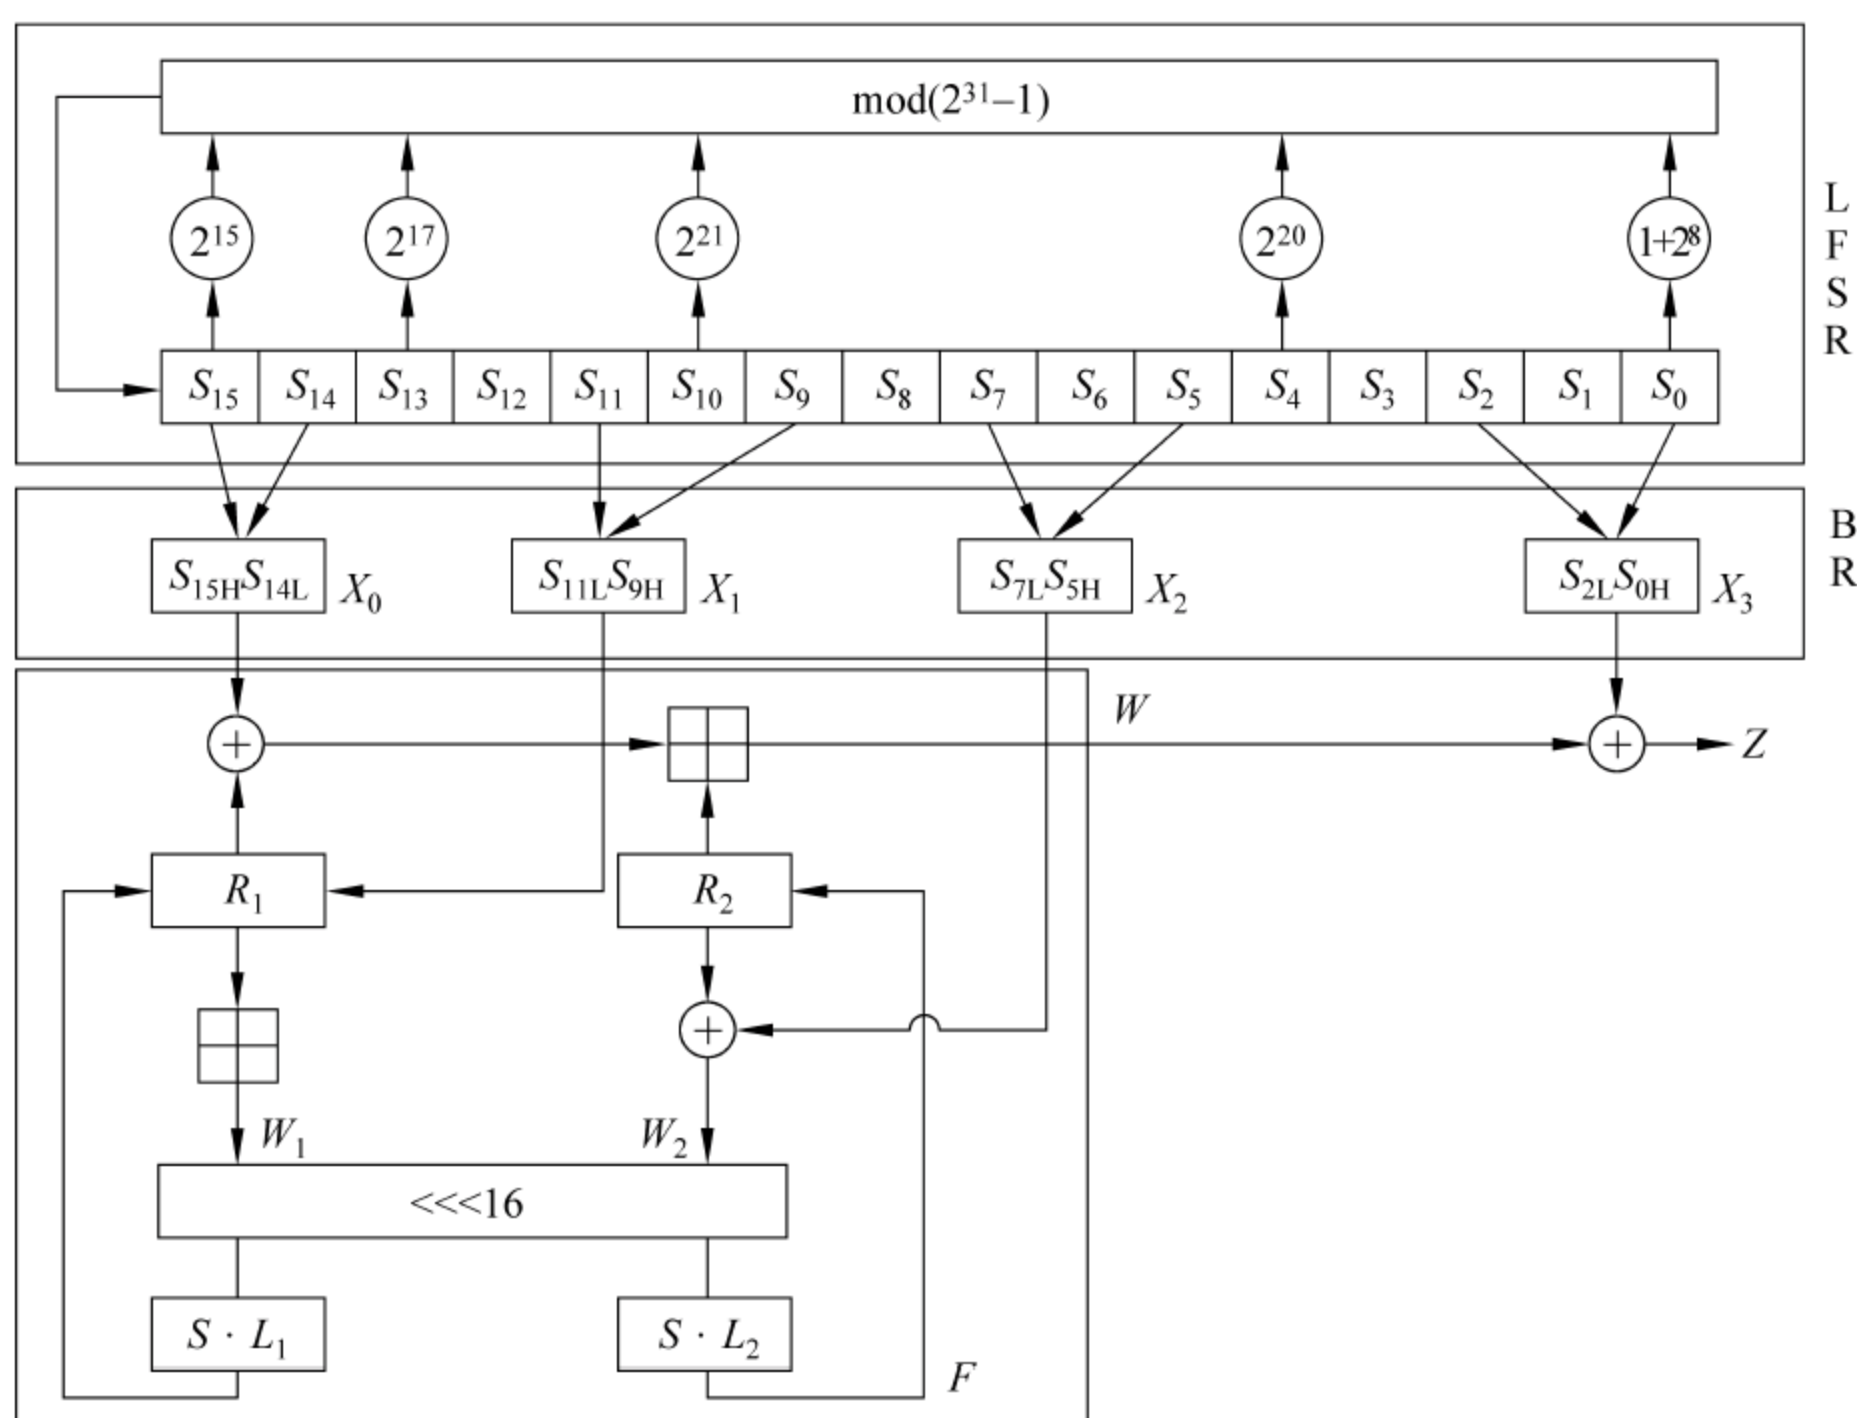 mod(2³¹–1)
2¹⁵ 2¹⁷ 2²¹ 2²⁰ 1+2⁸
L
F
S
R
S₁₅ S₁₄ S₁₃ S₁₂ S₁₁ S₁₀ S₉ S₈ S₇ S₆ S₅ S₄ S₃ S₂ S₁ S₀
B
R
S₁₅HS₁₄L X₀ S₁₁LS₉H X₁ S₇LS₅H X₂ S₂LS₀H X₃
W
Z
R₁ R₂
W₁ W₂
<<<16
S · L₁ S · L₂
F